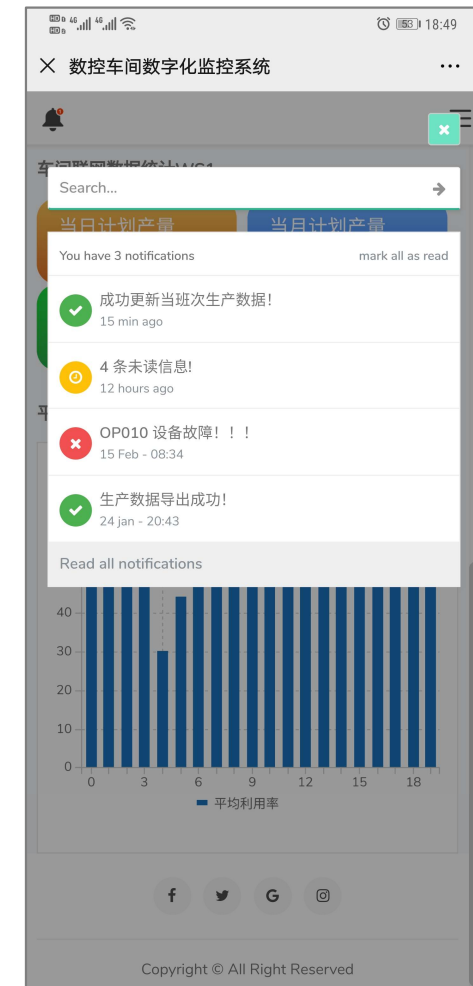 HD 46 46 53 18:49
数控车间数字化监控系统
车间联网数据统计WS1
Search...
当日计划产量 当月计划产量
You have 3 notifications mark all as read
成功更新当班次生产数据!
15 min ago
4 条未读信息!
12 hours ago
OP010 设备故障!!!
15 Feb - 08:34
生产数据导出成功!
24 jan - 20:43
Read all notifications
40
30
20
10
0
0 3 6 9 12 15 18
平均利用率
Copyright © All Right Reserved